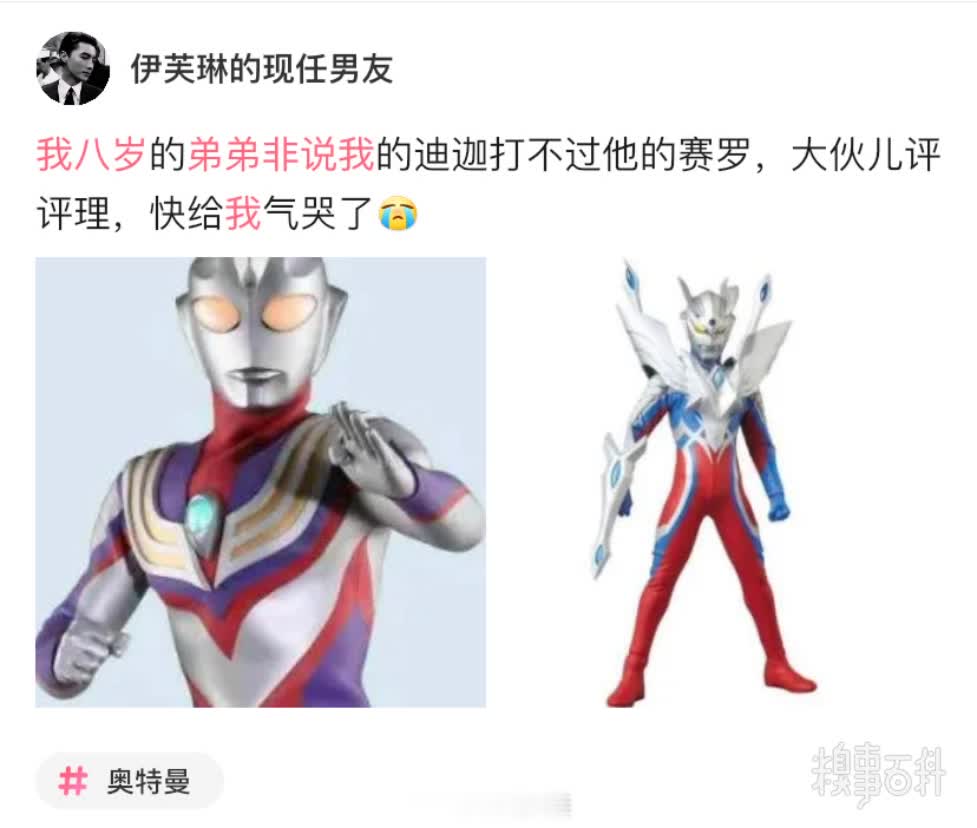 伊芙琳的现任男友
我八岁的弟弟非说我的迪迦打不过他的赛罗，大伙儿评
评理，快给我气哭了😭
# 奥特曼
糗事百科